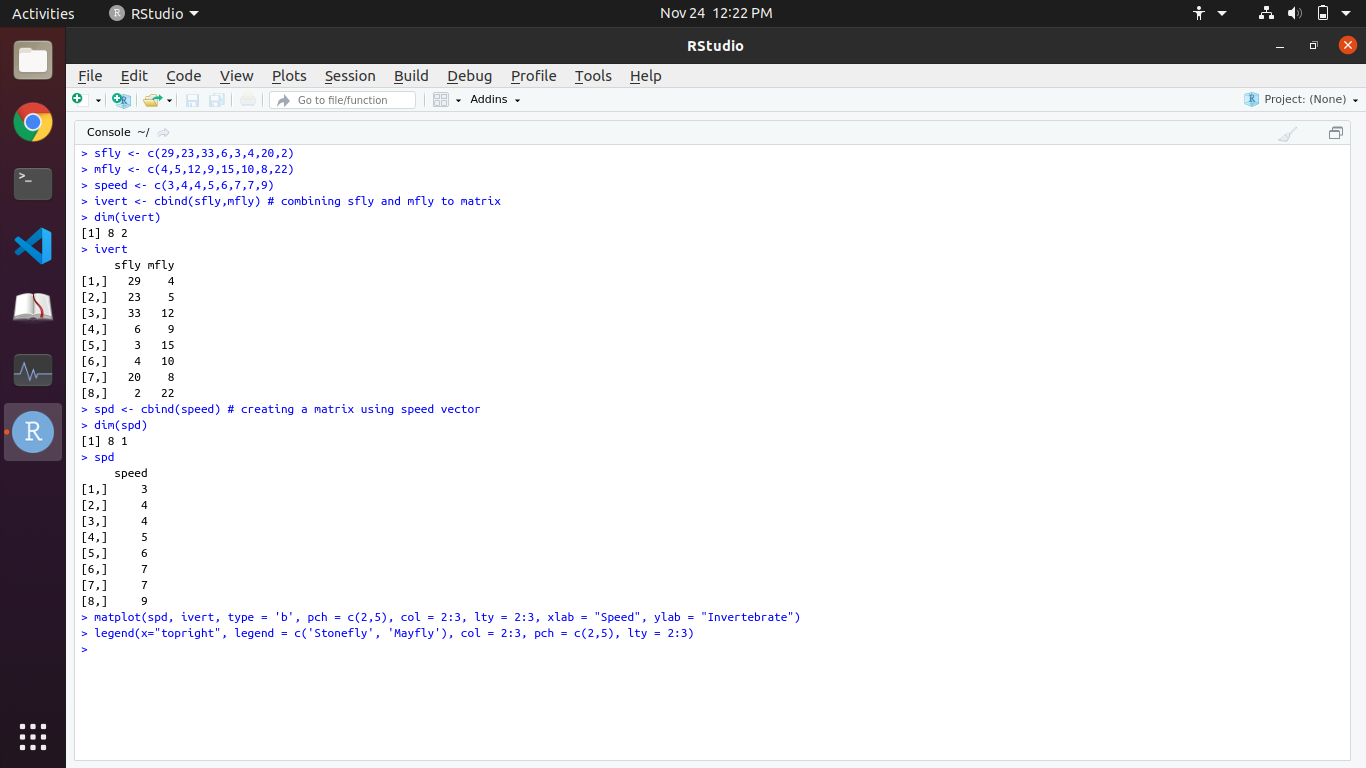 Activities RStudio Nov 24 12:22 PM
RStudio
File Edit Code View Plots Session Build Debug Profile Tools Help
Go to file/function Addins Project: (None)
Console ~/
> sfly <- c(29,23,33,6,3,4,20,2)
> mfly <- c(4,5,12,9,15,10,8,22)
> speed <- c(3,4,4,5,6,7,7,9)
> ivert <- cbind(sfly,mfly) # combining sfly and mfly to matrix
> dim(ivert)
[1] 8 2
> ivert
     sfly mfly
[1,]   29    4
[2,]   23    5
[3,]   33   12
[4,]    6    9
[5,]    3   15
[6,]    4   10
[7,]   20    8
[8,]    2   22
> spd <- cbind(speed) # creating a matrix using speed vector
> dim(spd)
[1] 8 1
> spd
     speed
[1,]     3
[2,]     4
[3,]     4
[4,]     5
[5,]     6
[6,]     7
[7,]     7
[8,]     9
> matplot(spd, ivert, type = 'b', pch = c(2,5), col = 2:3, lty = 2:3, xlab = "Speed", ylab = "Invertebrate")
> legend(x="topright", legend = c('Stonefly', 'Mayfly'), col = 2:3, pch = c(2,5), lty = 2:3)
>